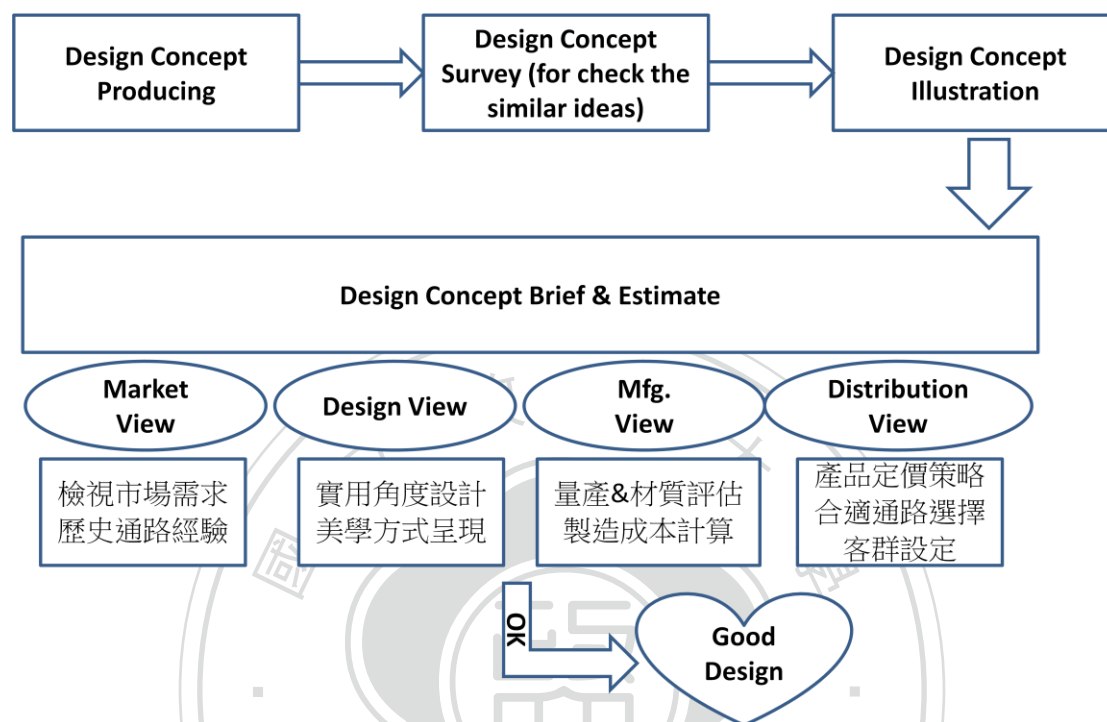 Design Concept
Producing
Design Concept
Survey (for check the
similar ideas)
Design Concept
Illustration
Design Concept Brief & Estimate
Market
View
Design View
Mfg.
View
Distribution
View
檢視市場需求
歷史通路經驗
實用角度設計
美學方式呈現
量產&材質評估
製造成本計算
產品定價策略
合適通路選擇
客群設定
OK
Good
Design